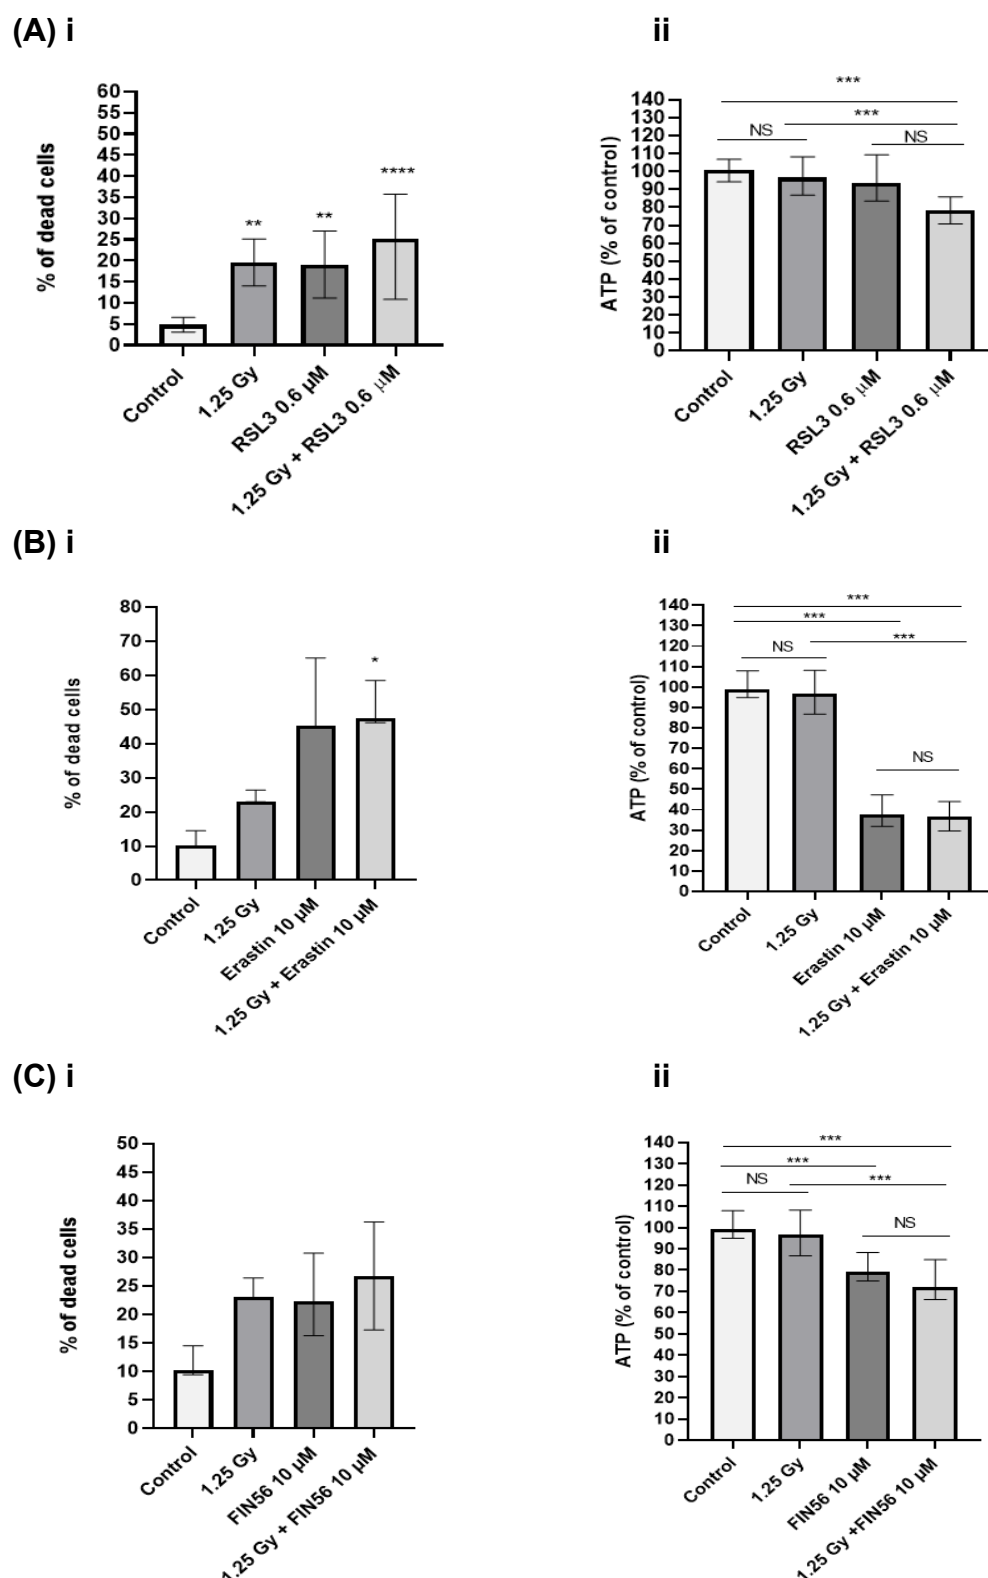 (A) i
ii
% of dead cells
60
55
50
45
40
35
30
25
20
15
10
5
0
**
**
****
Control
1.25 Gy
RSL3 0.6 µM
1.25 Gy + RSL3 0.6 µM
ATP (% of control)
140
130
120
110
100
90
80
70
60
50
40
30
20
10
0
***
***
NS
NS
Control
1.25 Gy
RSL3 0.6 µM
1.25 Gy + RSL3 0.6 µM
(B) i
ii
% of dead cells
80
70
60
50
40
30
20
10
0
*
Control
1.25 Gy
Erastin 10 µM
1.25 Gy + Erastin 10 µM
ATP (% of control)
140
130
120
110
100
90
80
70
60
50
40
30
20
10
0
***
***
***
NS
NS
Control
1.25 Gy
Erastin 10 µM
1.25 Gy + Erastin 10 µM
(C) i
ii
% of dead cells
50
45
40
35
30
25
20
15
10
5
0
Control
1.25 Gy
FIN56 10 µM
1.25 Gy + FIN56 10 µM
ATP (% of control)
140
130
120
110
100
90
80
70
60
50
40
30
20
10
0
***
***
***
NS
NS
Control
1.25 Gy
FIN56 10 µM
1.25 Gy +FIN56 10 µM